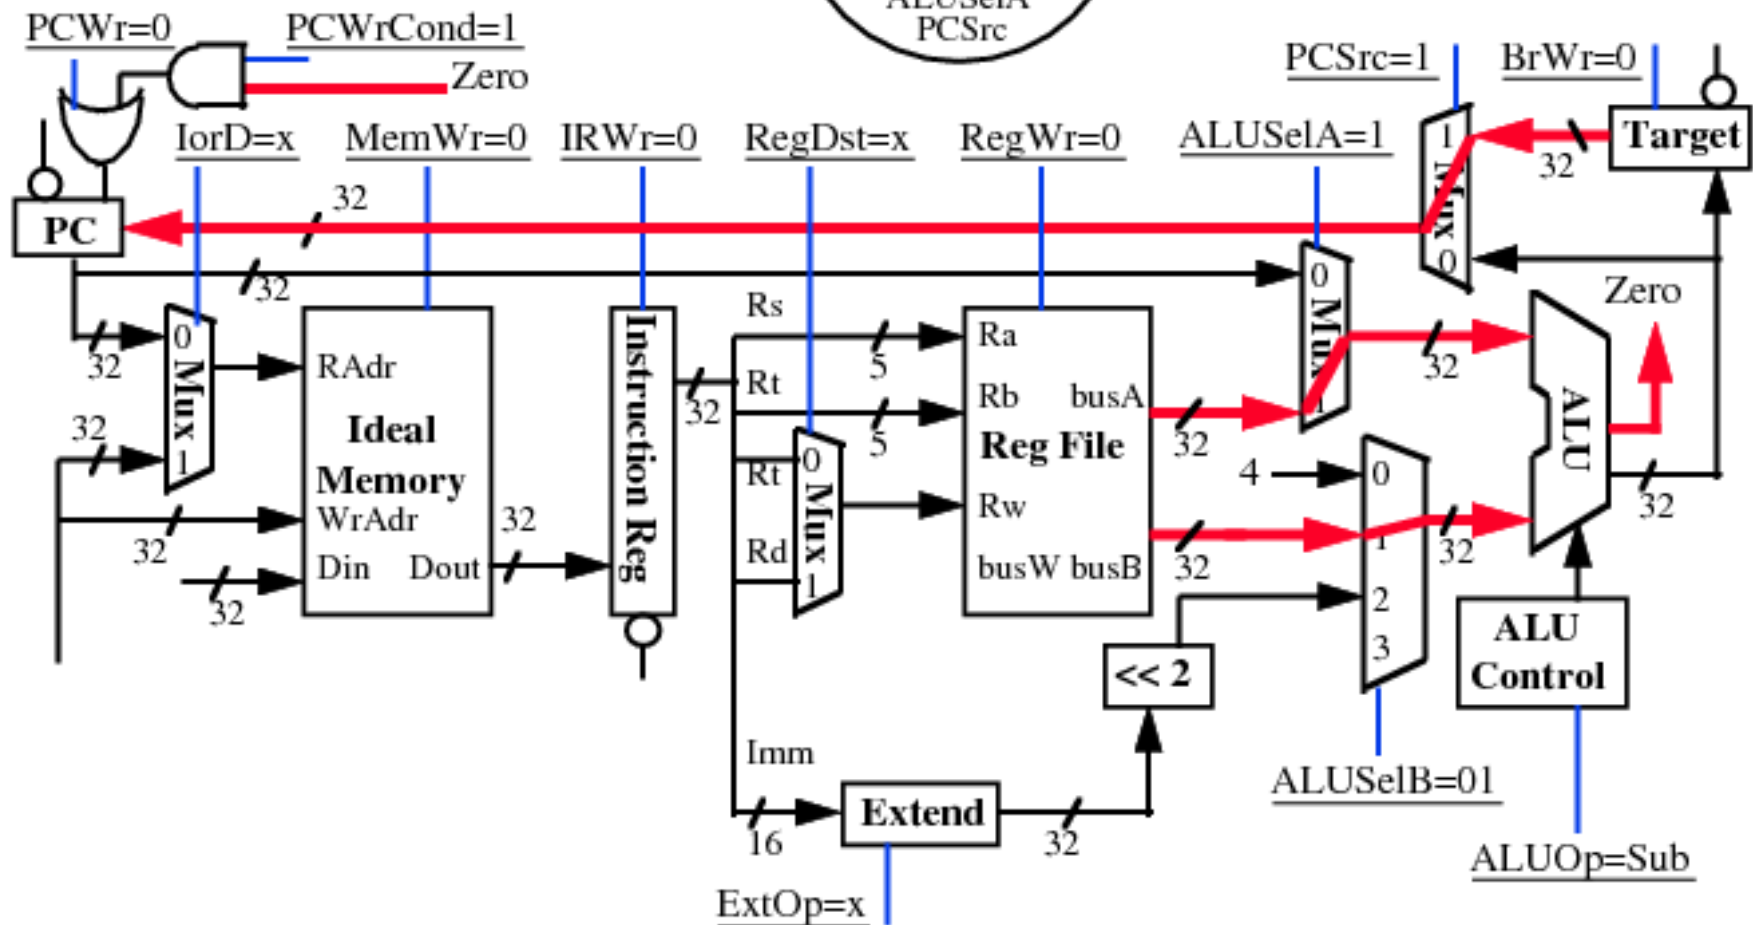 ALUSelA
PCSrc
PCWr=0
PCWrCond=1
Zero
PCSrc=1
BrWr=0
IorD=x
MemWr=0
IRWr=0
RegDst=x
RegWr=0
ALUSelA=1
Target
32
1
Mux
0
32
PC
32
0
Mux
1
Zero
Rs
0
Mux
1
32
32
32
RAdr
Ideal
Memory
WrAdr
32
Din
Dout
32
32
Instruction Reg
32
Rt
5
5
Rt
0
Mux
1
Rd
Ra
Rb
busA
Reg File
Rw
busW
busB
32
32
32
4
0
1
2
3
32
ALU
32
<< 2
ALU
Control
Imm
16
Extend
32
ALUSelB=01
ALUOp=Sub
ExtOp=x